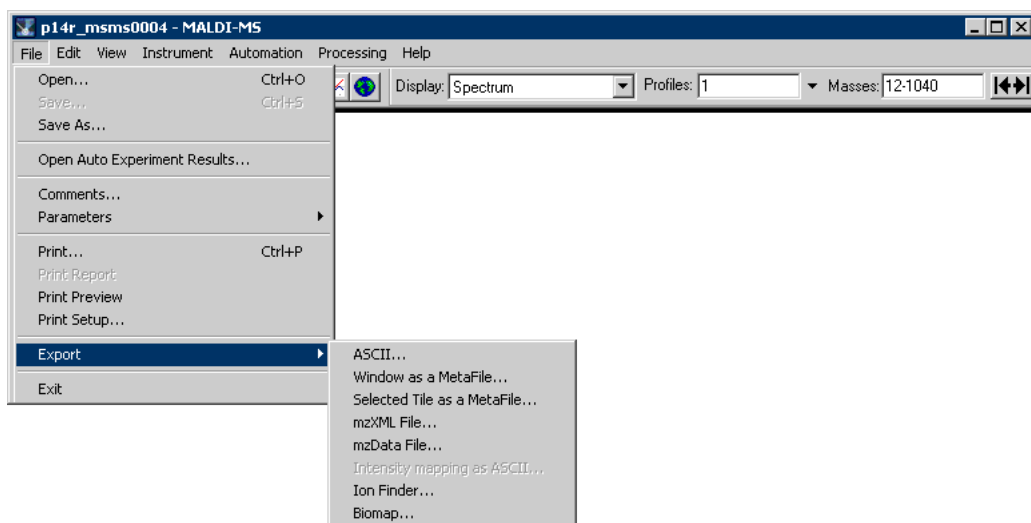 p14r_msms0004 - MALDI-MS
File Edit View Instrument Automation Processing Help
Display: Spectrum Profiles: 1 Masses: 12-1040
Open... Ctrl+O
Save... Ctrl+S
Save As...
Open Auto Experiment Results...
Comments...
Parameters
Print... Ctrl+P
Print Report
Print Preview
Print Setup...
Export
Exit
ASCII...
Window as a MetaFile...
Selected Tile as a MetaFile...
mzXML File...
mzData File...
Intensity mapping as ASCII...
Ion Finder...
Biomap...